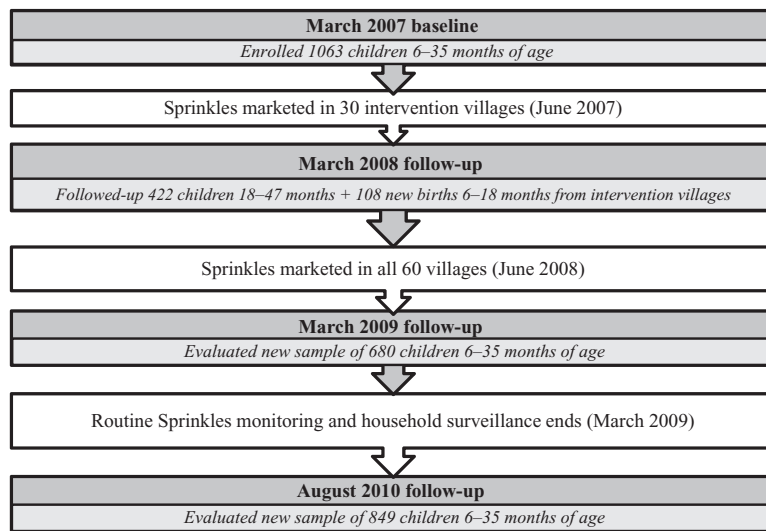 March 2007 baseline
Enrolled 1063 children 6–35 months of age
Sprinkles marketed in 30 intervention villages (June 2007)
March 2008 follow-up
Followed-up 422 children 18–47 months + 108 new births 6–18 months from intervention villages
Sprinkles marketed in all 60 villages (June 2008)
March 2009 follow-up
Evaluated new sample of 680 children 6–35 months of age
Routine Sprinkles monitoring and household surveillance ends (March 2009)
August 2010 follow-up
Evaluated new sample of 849 children 6–35 months of age